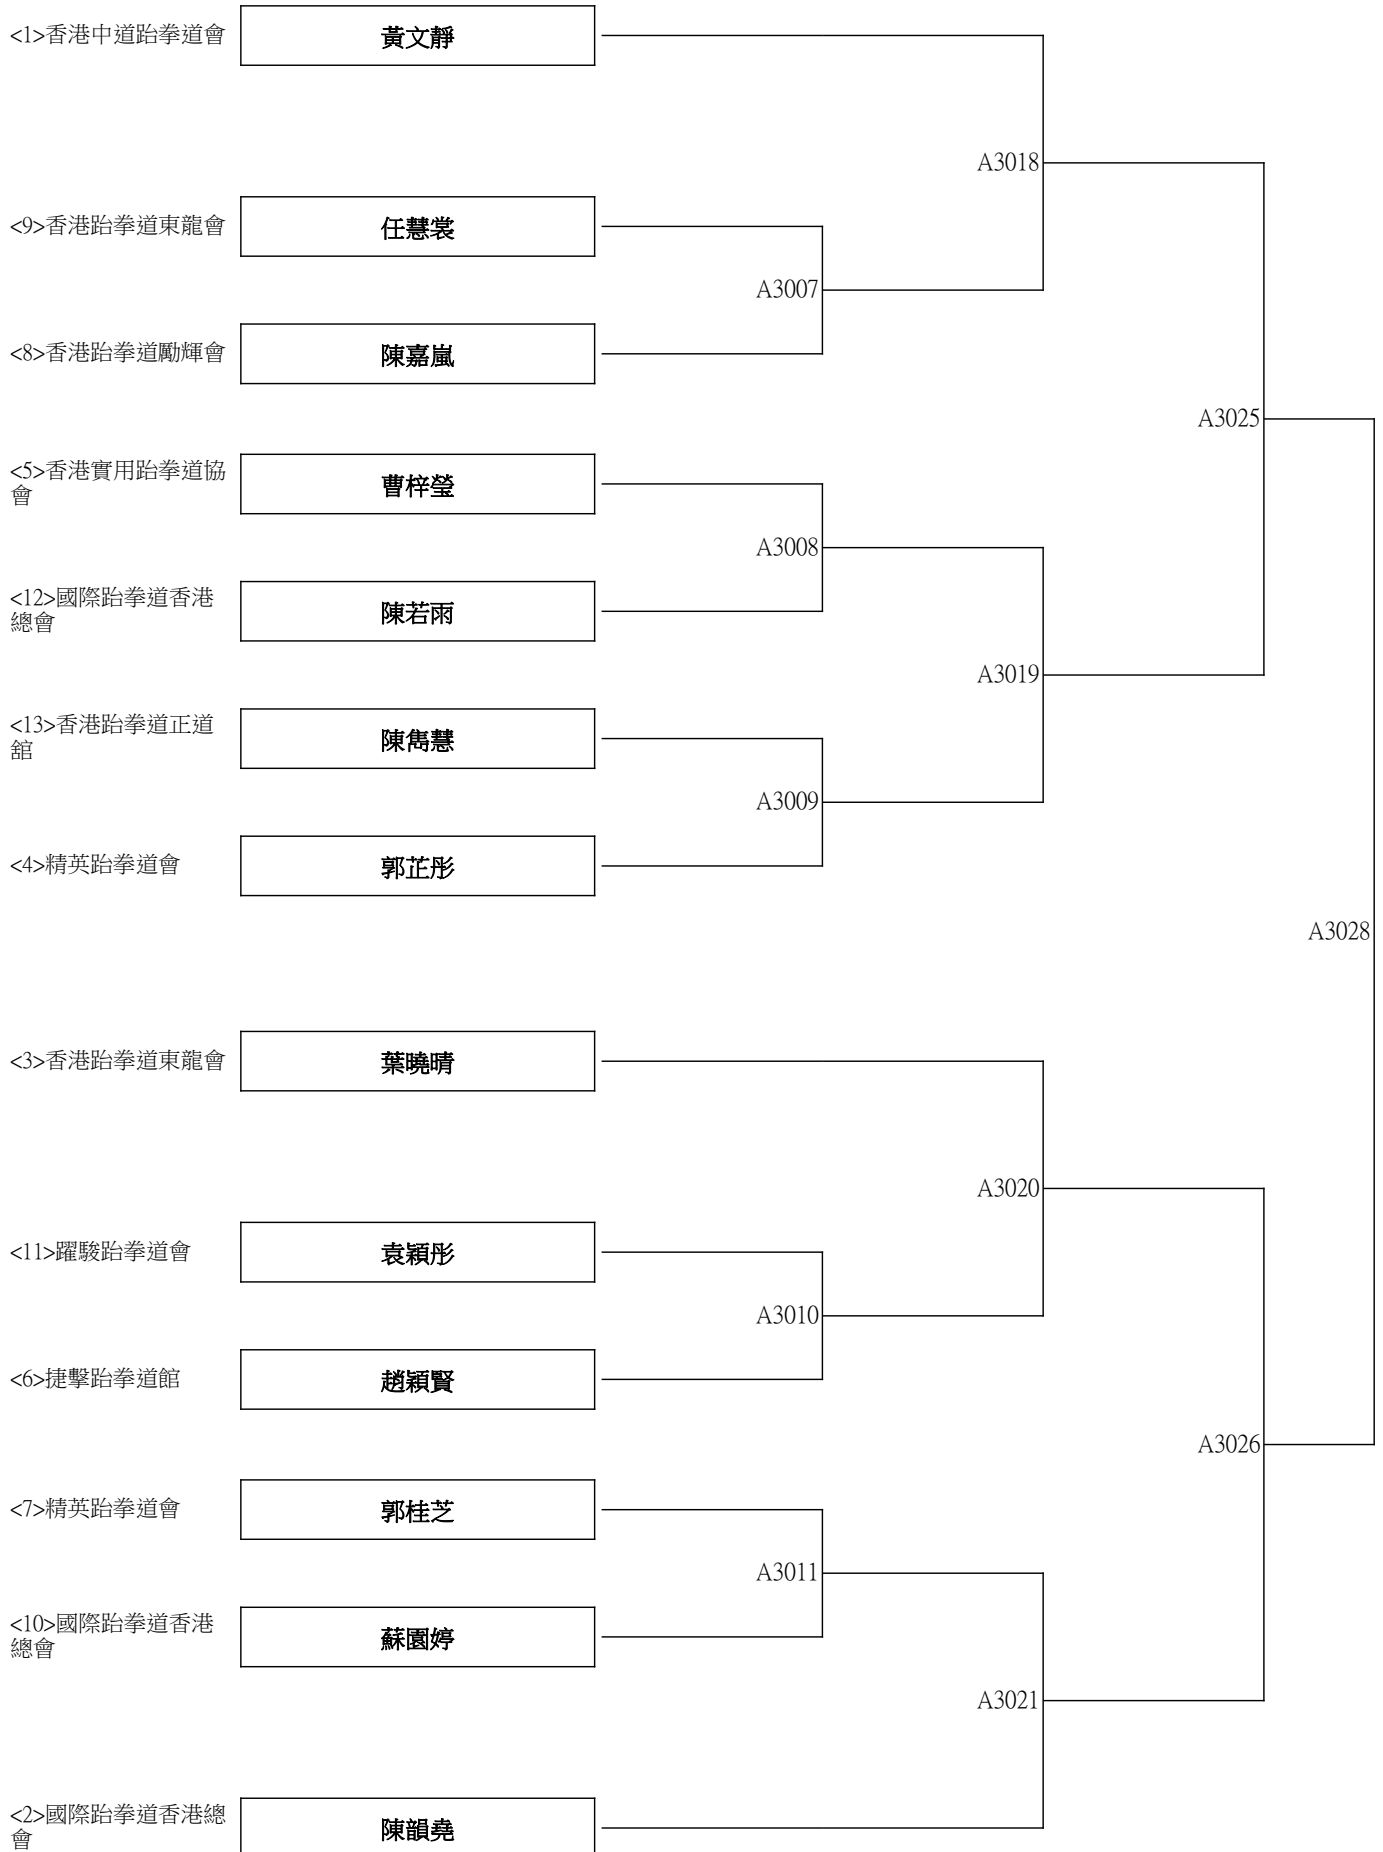 <1>香港中道跆拳道會
黃文靜
A3018
<9>香港跆拳道東龍會
任慧裳
A3007
<8>香港跆拳道勵輝會
陳嘉嵐
A3025
<5>香港實用跆拳道協
會
曹梓瑩
A3008
<12>國際跆拳道香港
總會
陳若雨
A3019
<13>香港跆拳道正道
舘
陳雋慧
A3009
<4>精英跆拳道會
郭芷彤
A3028
<3>香港跆拳道東龍會
葉曉晴
A3020
<11>躍駿跆拳道會
袁穎彤
A3010
<6>捷擊跆拳道館
趙穎賢
A3026
<7>精英跆拳道會
郭桂芝
A3011
<10>國際跆拳道香港
總會
蘇園婷
A3021
<2>國際跆拳道香港總
會
陳韻堯